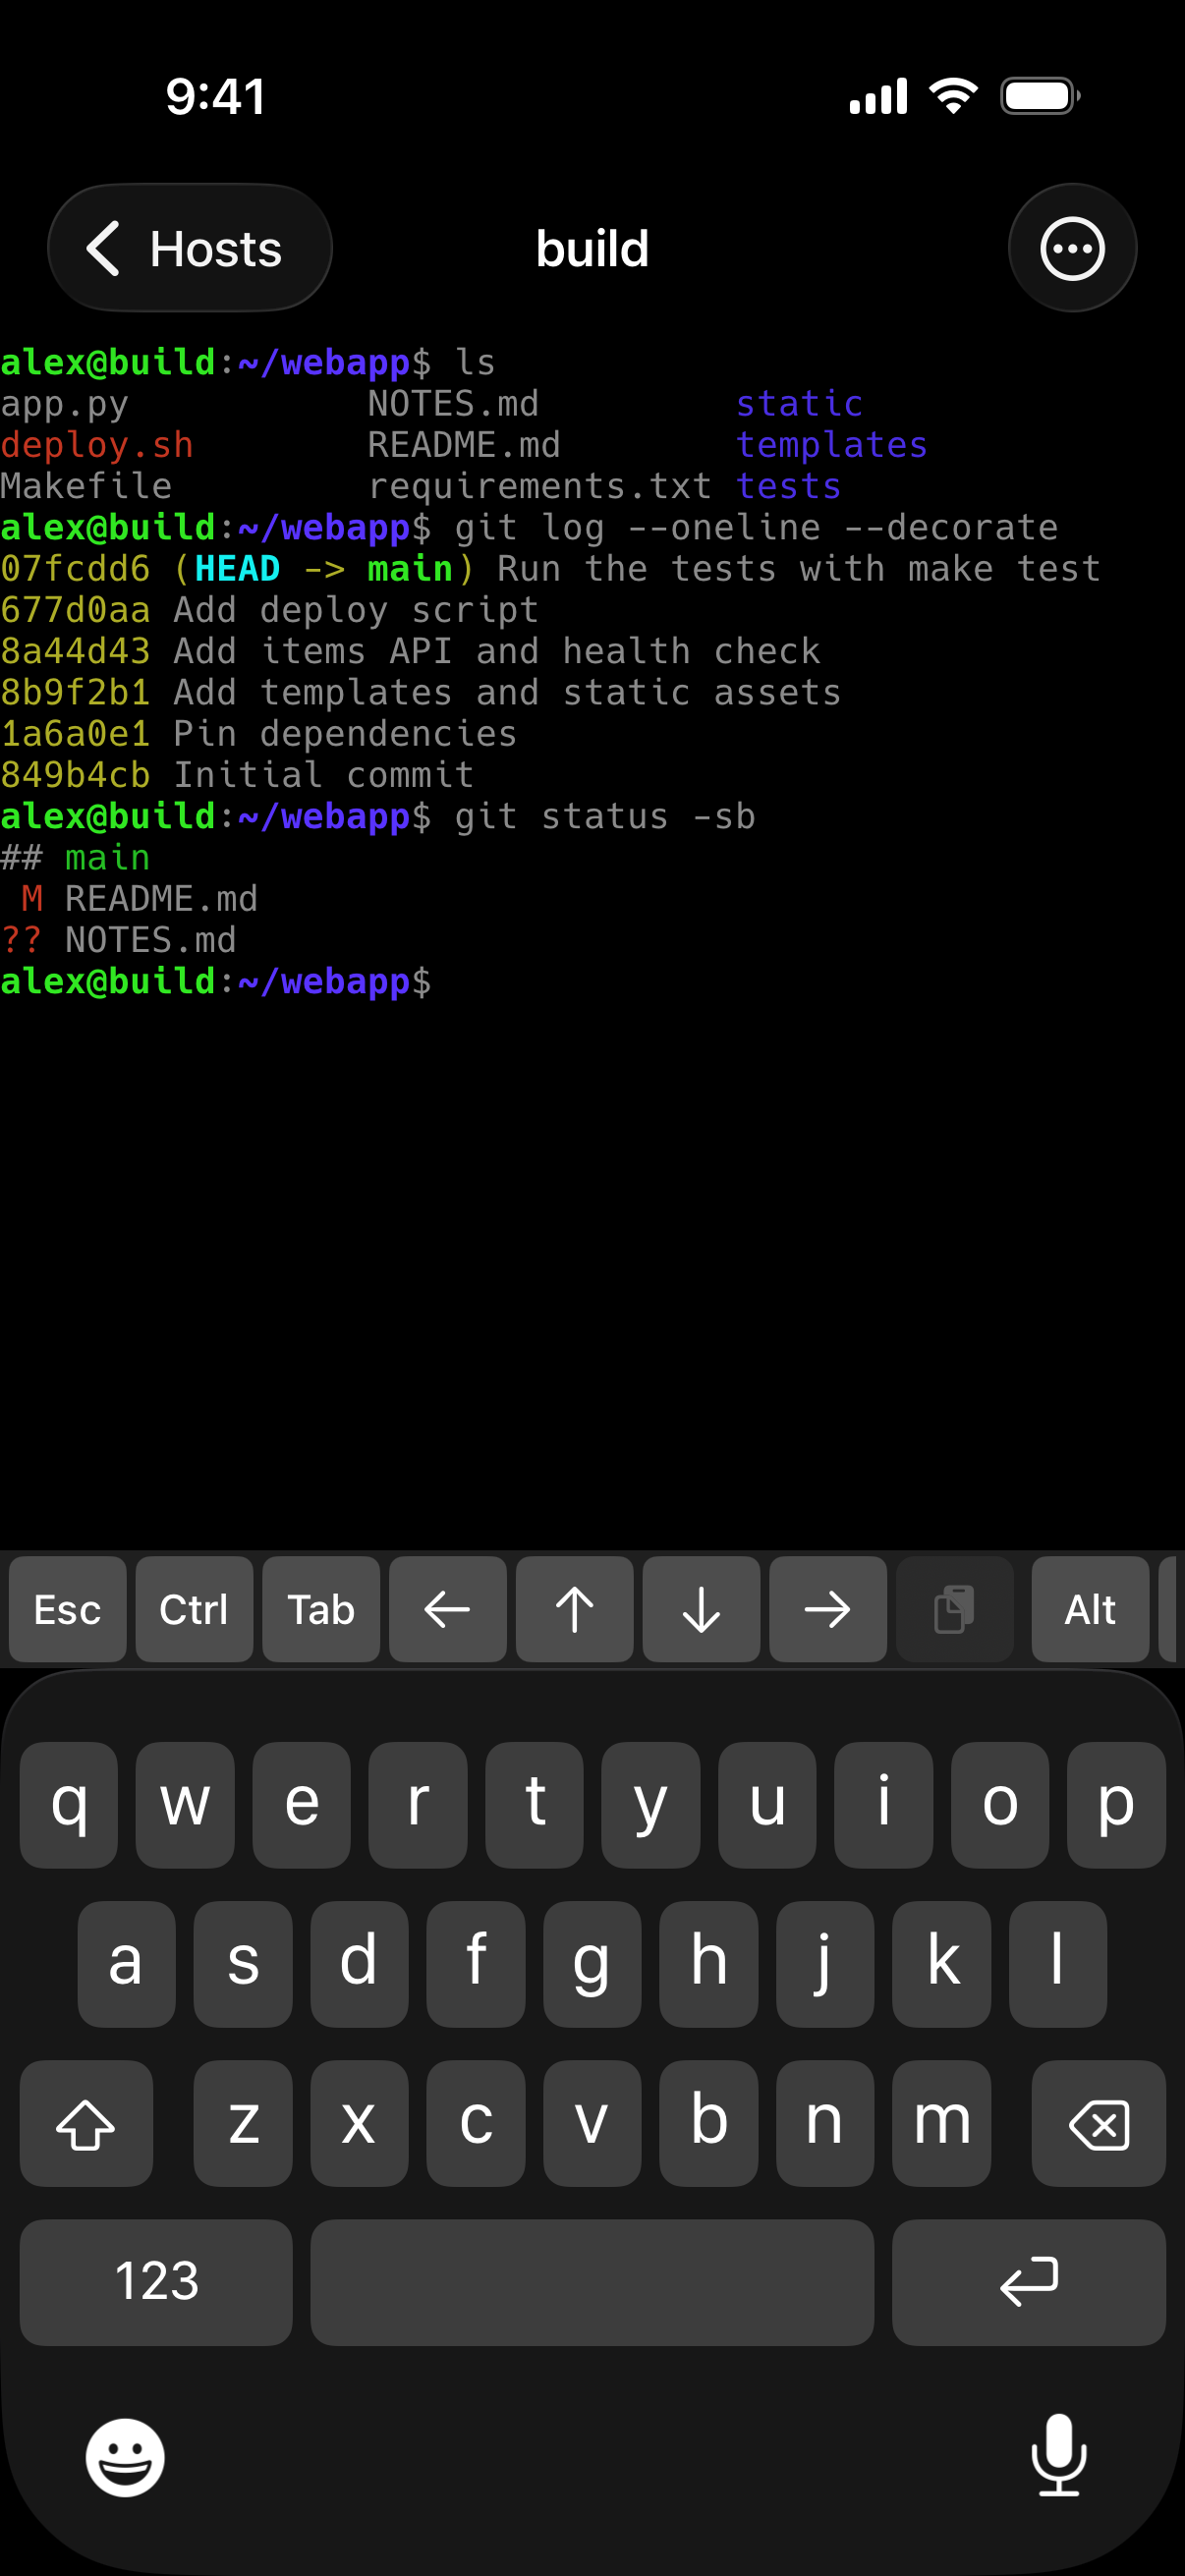 9:41
Hosts
build
alex@build:~/webapp$ ls
app.py           NOTES.md         static
deploy.sh        README.md        templates
Makefile         requirements.txt tests
alex@build:~/webapp$ git log --oneline --decorate
07fcdd6 (HEAD -> main) Run the tests with make test
677d0aa Add deploy script
8a44d43 Add items API and health check
8b9f2b1 Add templates and static assets
1a6a0e1 Pin dependencies
849b4cb Initial commit
alex@build:~/webapp$ git status -sb
## main
 M README.md
?? NOTES.md
alex@build:~/webapp$
Esc Ctrl Tab ← ↑ ↓ → Alt
q w e r t y u i o p
a s d f g h j k l
z x c v b n m
123